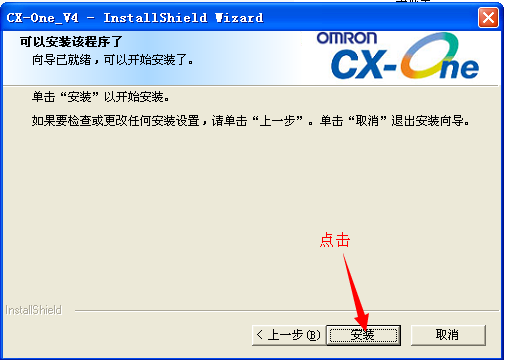 CX-One_V4 - InstallShield Wizard
可以安装该程序了
向导已就绪，可以开始安装了。
OMRON
CX-One
单击“安装”以开始安装。
如果要检查或更改任何安装设置，请单击“上一步”。单击“取消”退出安装向导。
点击
InstallShield
< 上一步(B)
安装
取消